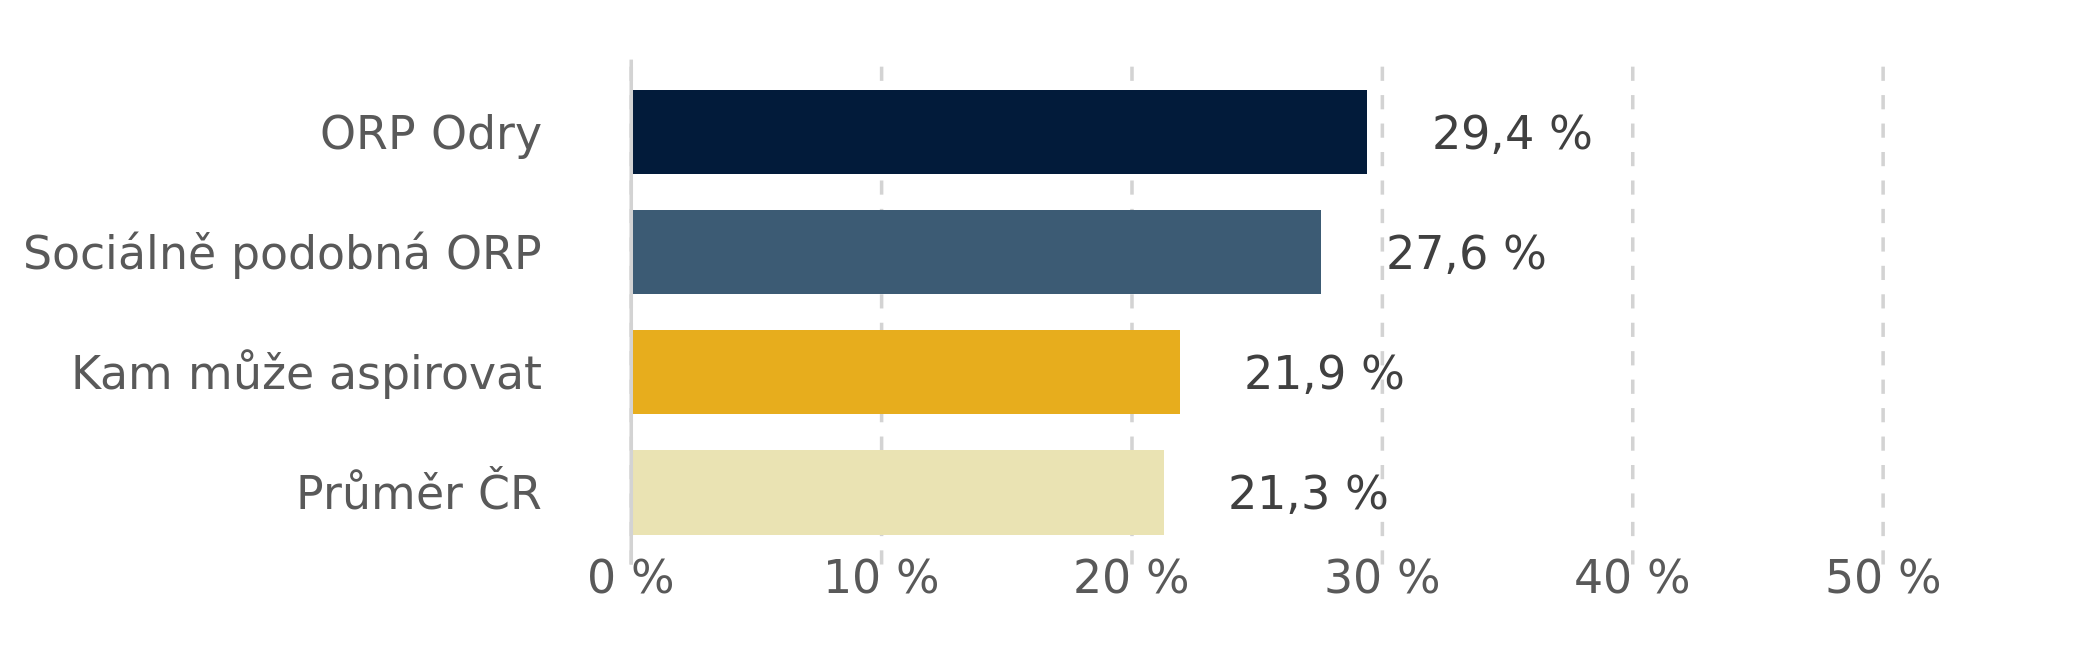 ORP Odry
29,4 %
Sociálně podobná ORP
27,6 %
Kam může aspirovat
21,9 %
Průměr ČR
21,3 %
0 %
10 %
20 %
30 %
40 %
50 %